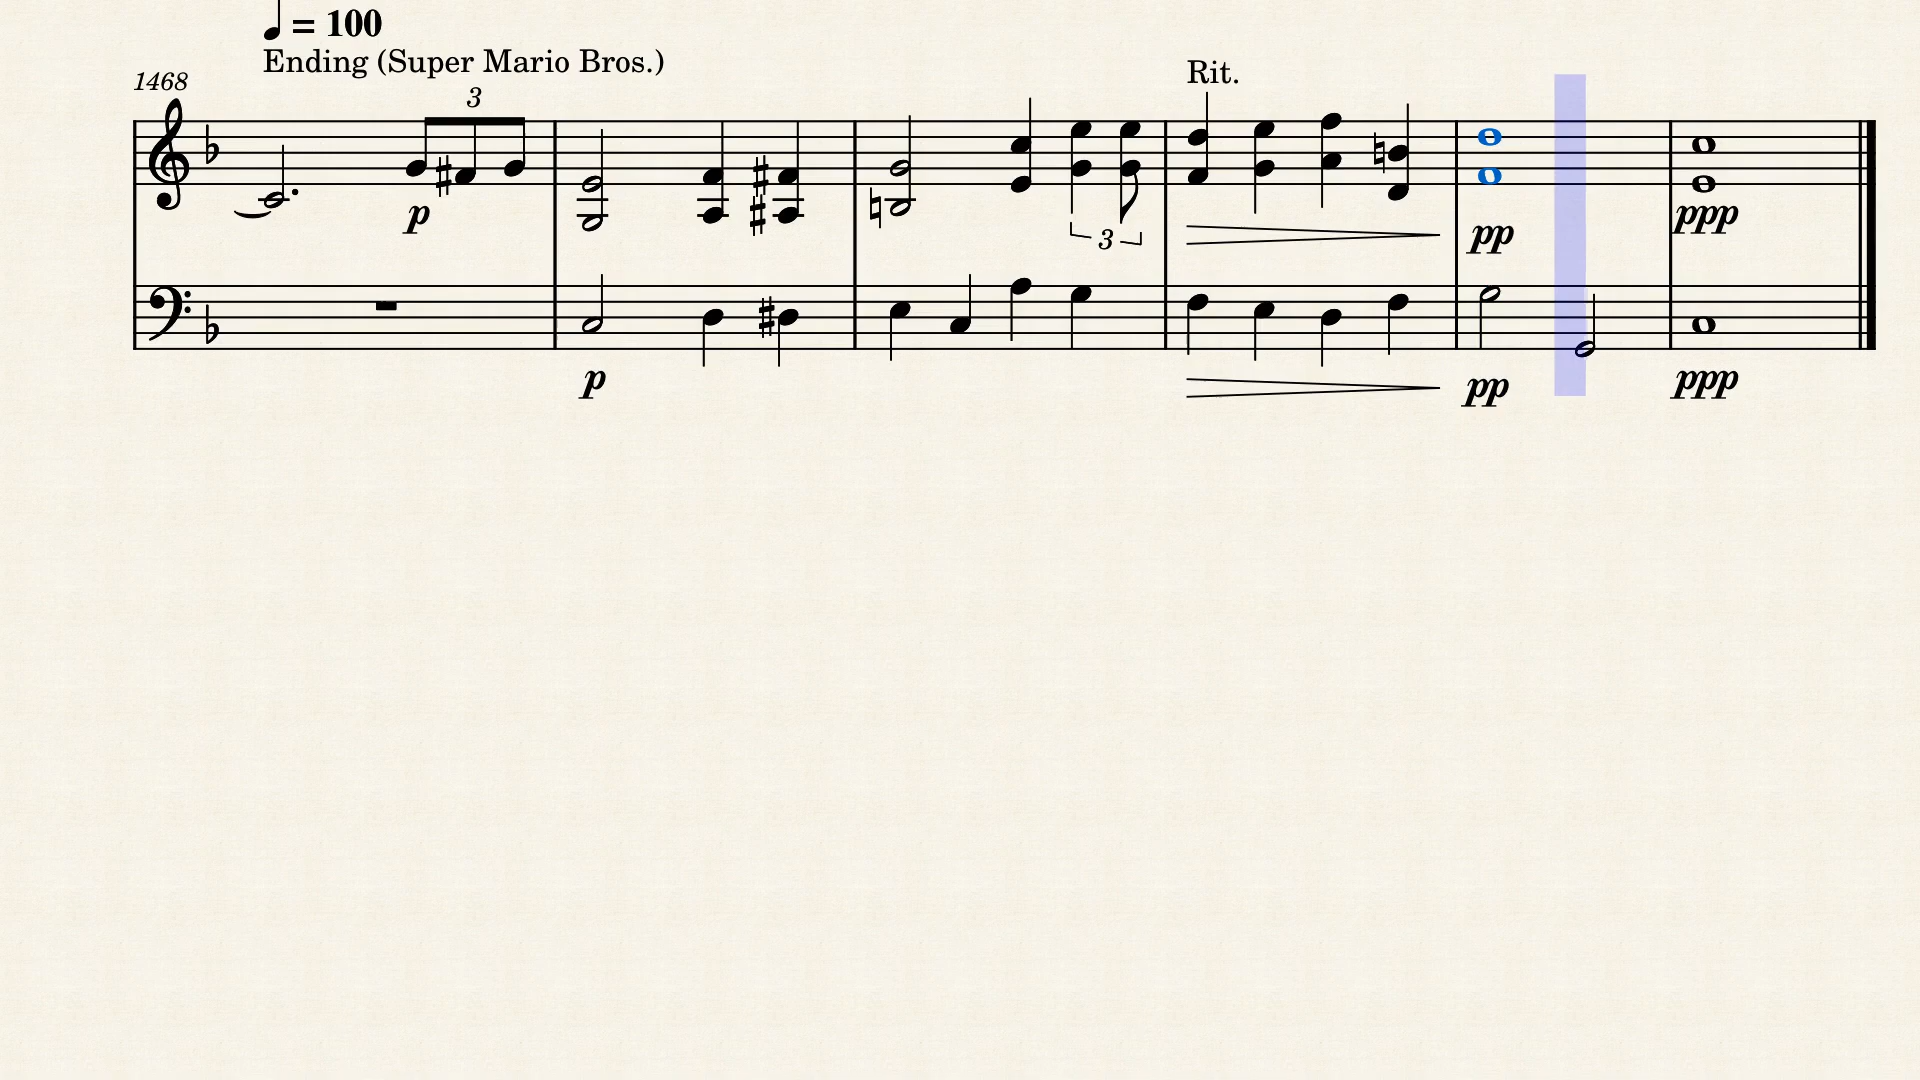 ♩ = 100
Ending (Super Mario Bros.)
1468
3
Rit.
p
3
pp
ppp
p
pp
ppp